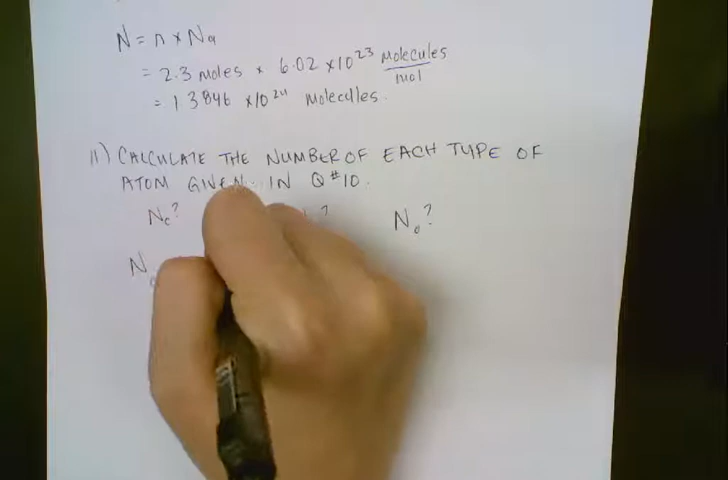 N = n × Na
= 2.3 moles × 6.02 × 10²³ molecules/mol
= 1.3846 × 10²⁴ molecules.
11) CALCULATE THE NUMBER OF EACH TYPE OF
ATOM GIVEN IN Q#10.
Nc? ? No?
N